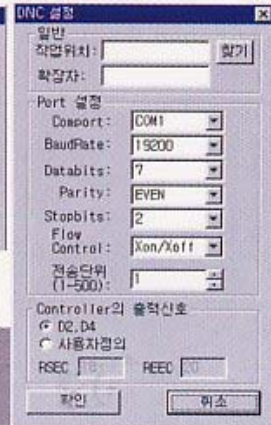 DNC 설정
일반
작업위치:
찾기
확장자:
Port 설정
Comport: COM1
BaudRate: 19200
Databits: 7
Parity: EVEN
Stopbits: 2
Flow
Control: Xon/Xoff
전송단위
(1-500): 1
Controller의 출력신호
D2,D4
사용자정의
RSEC 18 REEC 20
확인 취소